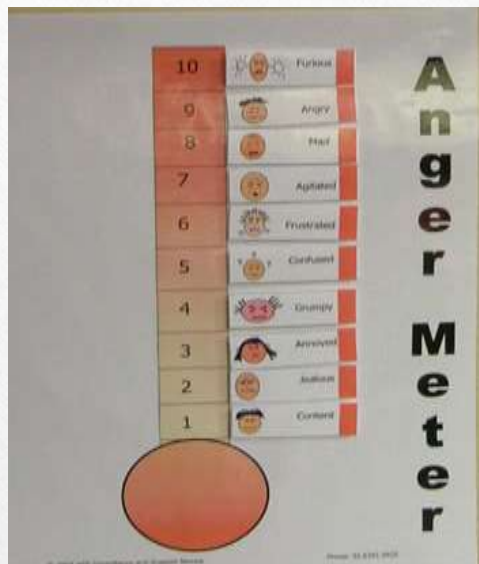 10 Furious
9 Angry
8 Mad
7 Agitated
6 Frustrated
5 Confused
4 Grumpy
3 Annoyed
2 Jealous
1 Content
Anger Meter